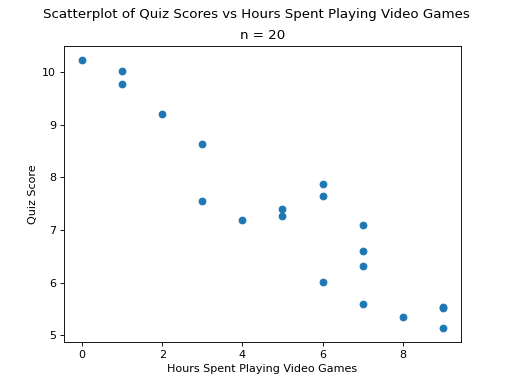 Scatterplot of Quiz Scores vs Hours Spent Playing Video Games
n = 20
10
9
8
7
6
5
Quiz Score
0 2 4 6 8
Hours Spent Playing Video Games